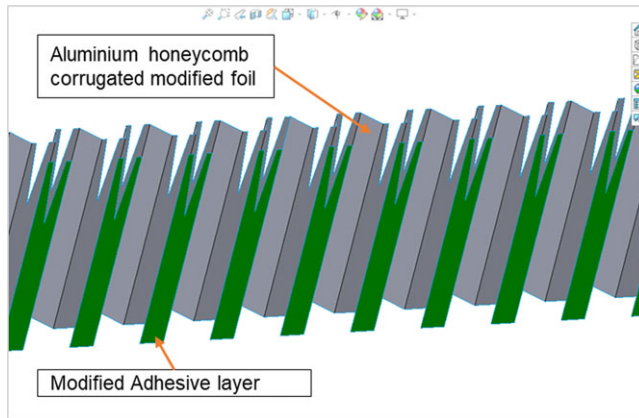 Aluminium honeycomb
corrugated modified foil
Modified Adhesive layer